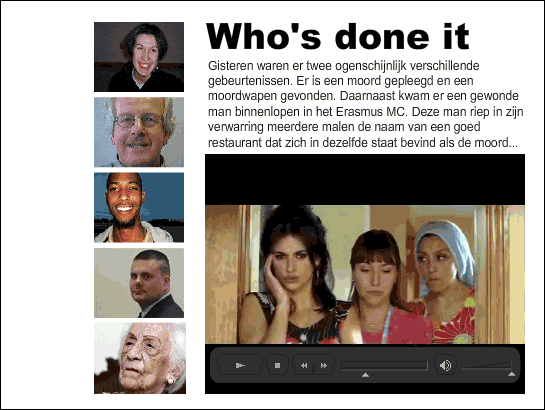 Who's done it
Gisteren waren er twee ogenschijnlijk verschillende
gebeurtenissen. Er is een moord gepleegd en een
moordwapen gevonden. Daarnaast kwam er een gewonde
man binnenlopen in het Erasmus MC. Deze man riep in zijn
verwarring meerdere malen de naam van een goed
restaurant dat zich in dezelfde staat bevind als de moord...